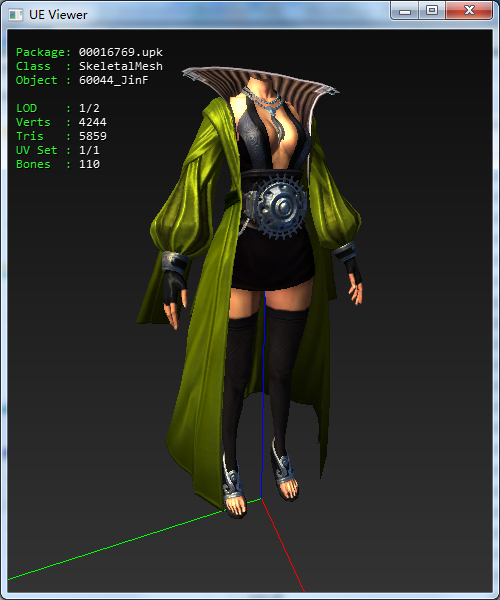 UE Viewer
Package: 00016769.upk
Class  : SkeletalMesh
Object : 60044_JinF
LOD    : 1/2
Verts  : 4244
Tris   : 5859
UV Set : 1/1
Bones  : 110